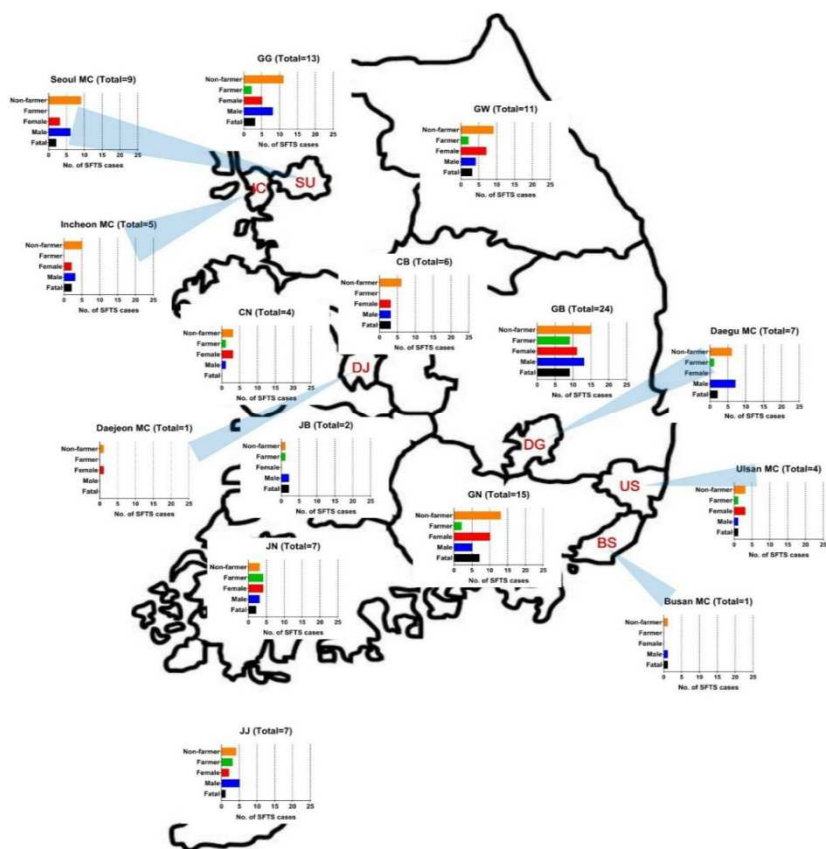 GG (Total=13)
Non-farmer
Farmer
Female
Male
Fatal
0 5 10 15 20 25
No. of SFTS cases
Seoul MC (Total=9)
Non-farmer
Farmer
Female
Male
Fatal
0 5 10 15 20 25
No. of SFTS cases
GW (Total=11)
Non-farmer
Farmer
Female
Male
Fatal
0 5 10 15 20 25
No. of SFTS cases
IC
SU
Incheon MC (Total=5)
Non-farmer
Farmer
Female
Male
Fatal
0 5 10 15 20 25
No. of SFTS cases
CB (Total=6)
Non-farmer
Farmer
Female
Male
Fatal
0 5 10 15 20 25
No. of SFTS cases
CN (Total=4)
Non-farmer
Farmer
Female
Male
Fatal
0 5 10 15 20 25
No. of SFTS cases
GB (Total=24)
Non-farmer
Farmer
Female
Male
Fatal
0 5 10 15 20 25
No. of SFTS cases
Daegu MC (Total=7)
Non-farmer
Farmer
Female
Male
Fatal
0 5 10 15 20 25
No. of SFTS cases
DJ
Daejeon MC (Total=1)
Non-farmer
Farmer
Female
Male
Fatal
0 5 10 15 20 25
No. of SFTS cases
JB (Total=2)
Non-farmer
Farmer
Female
Male
Fatal
0 5 10 15 20 25
No. of SFTS cases
DG
US
BS
Ulsan MC (Total=4)
Non-farmer
Farmer
Female
Male
Fatal
0 5 10 15 20 25
No. of SFTS cases
GN (Total=15)
Non-farmer
Farmer
Female
Male
Fatal
0 5 10 15 20 25
No. of SFTS cases
JN (Total=7)
Non-farmer
Farmer
Female
Male
Fatal
0 5 10 15 20 25
No. of SFTS cases
Busan MC (Total=1)
Non-farmer
Farmer
Female
Male
Fatal
0 5 10 15 20 25
No. of SFTS cases
JJ (Total=7)
Non-farmer
Farmer
Female
Male
Fatal
0 5 10 15 20 25
No. of SFTS cases